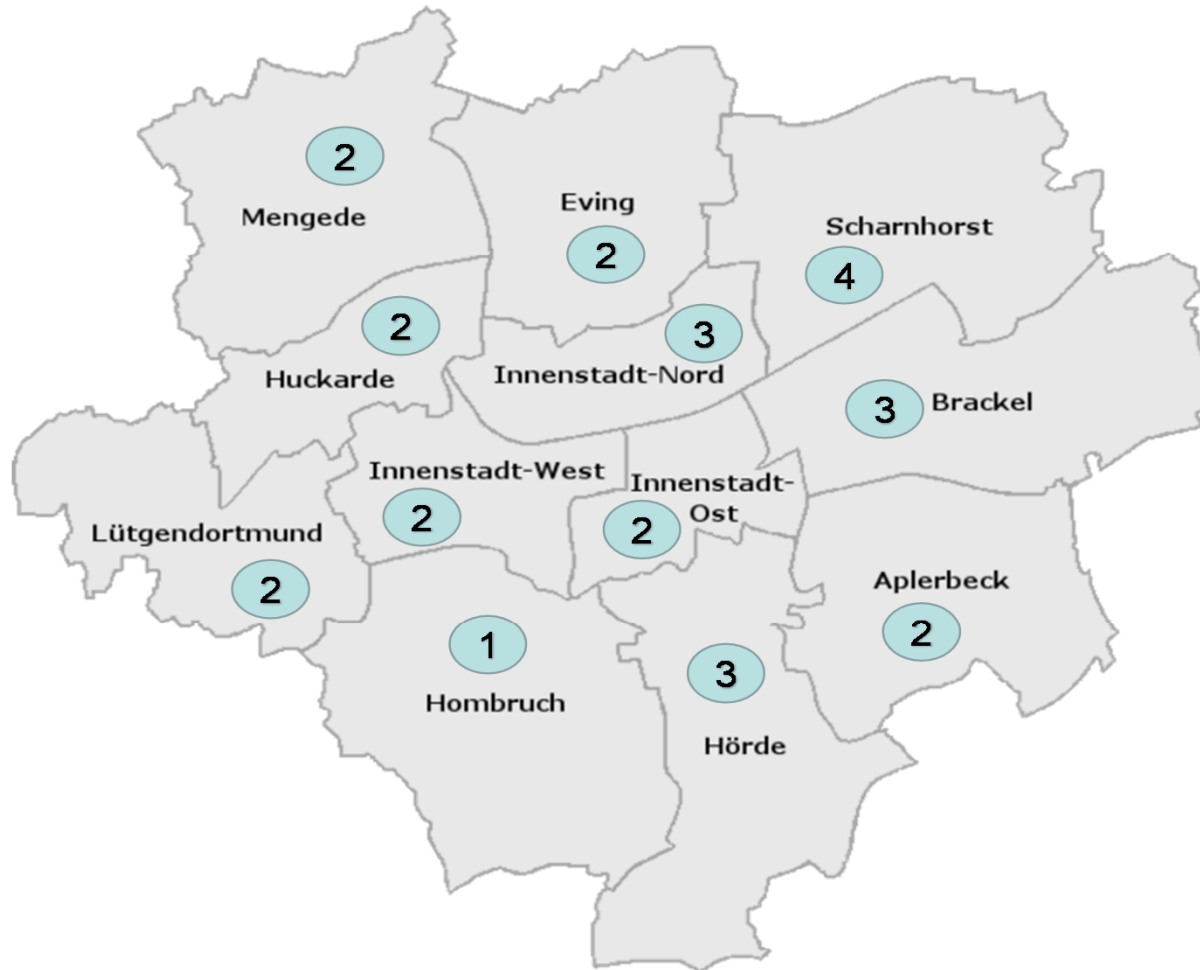 2
Mengede
Eving
2
Scharnhorst
4
2
Huckarde
3
Innenstadt-Nord
3
Brackel
Innenstadt-West
2
Innenstadt-
Ost
2
Lütgendortmund
2
Aplerbeck
2
1
Hombruch
3
Hörde